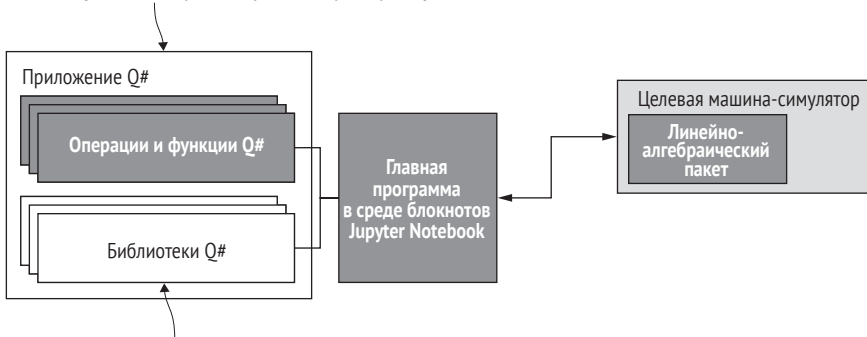 Приложение Q#
Операции и функции Q#
Библиотеки Q#
Главная
программа
в среде блокнотов
Jupyter Notebook
Целевая машина-симулятор
Линейно-
алгебраический
пакет